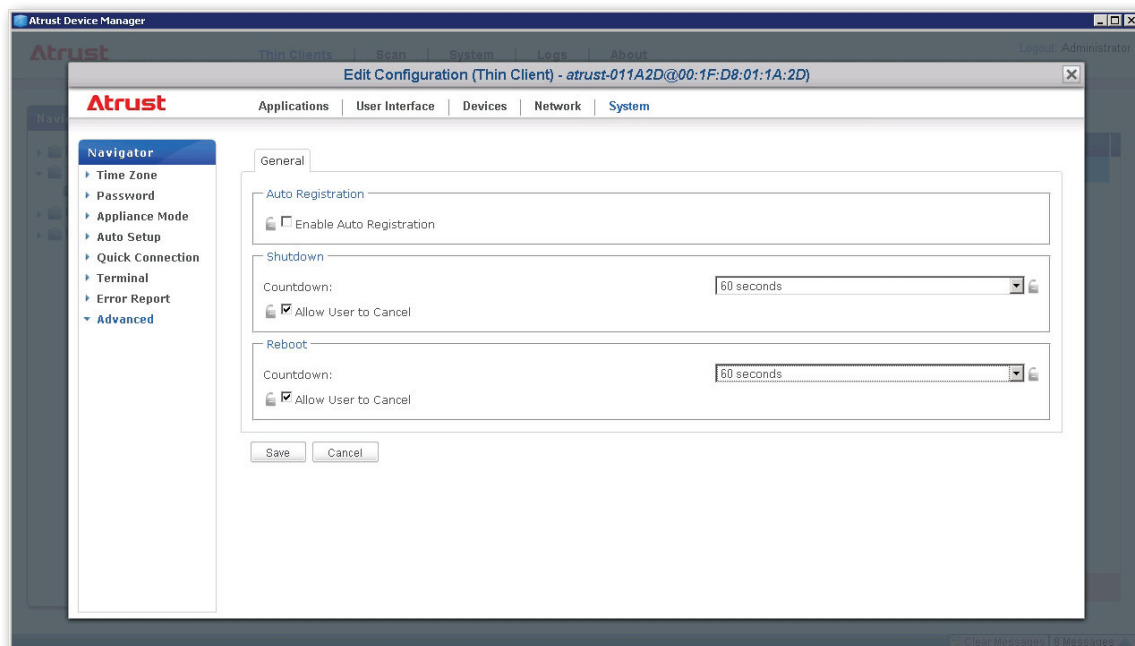 Atrust Device Manager
Atrust
Thin Clients | Scan | System | Logs | About
Logout: Administrator
Edit Configuration (Thin Client) - atrust-011A2D@00:1F:D8:01:1A:2D)
Atrust
Applications | User Interface | Devices | Network | System
Navigator
Time Zone
Password
Appliance Mode
Auto Setup
Quick Connection
Terminal
Error Report
Advanced
General
Auto Registration
Enable Auto Registration
Shutdown
Countdown: 60 seconds
Allow User to Cancel
Reboot
Countdown: 60 seconds
Allow User to Cancel
Save Cancel
Clear Messages | 8 Messages